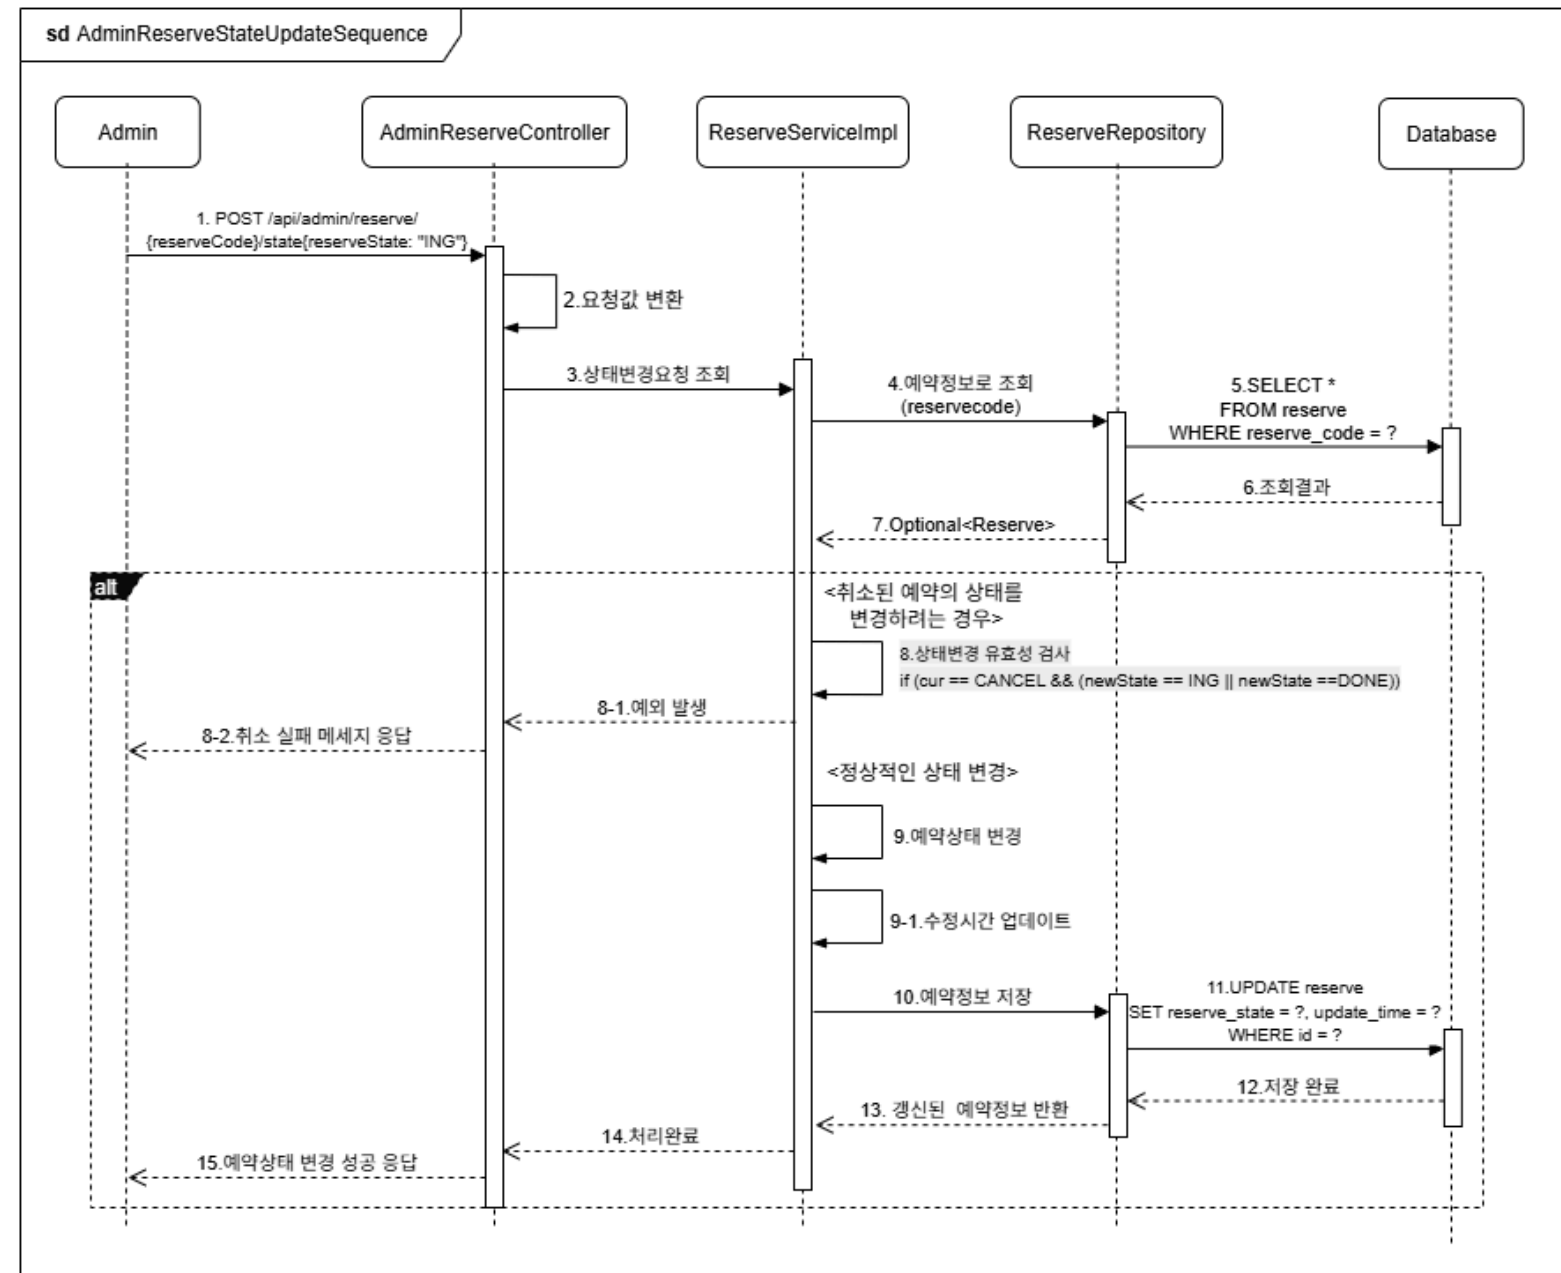 sd AdminReserveStateUpdateSequence
Admin
AdminReserveController
ReserveServiceImpl
ReserveRepository
Database
1. POST /api/admin/reserve/
{reserveCode}/state{reserveState: "ING"}
2.요청값 변환
3.상태변경요청 조회
4.예약정보로 조회
(reservecode)
5.SELECT *
FROM reserve
WHERE reserve_code = ?
6.조회결과
7.Optional<Reserve>
alt
<취소된 예약의 상태를
변경하려는 경우>
8.상태변경 유효성 검사
if (cur == CANCEL && (newState == ING || newState ==DONE))
8-1.예외 발생
8-2.취소 실패 메세지 응답
<정상적인 상태 변경>
9.예약상태 변경
9-1.수정시간 업데이트
10.예약정보 저장
11.UPDATE reserve
SET reserve_state = ?, update_time = ?
WHERE id = ?
12.저장 완료
13. 갱신된 예약정보 반환
14.처리완료
15.예약상태 변경 성공 응답